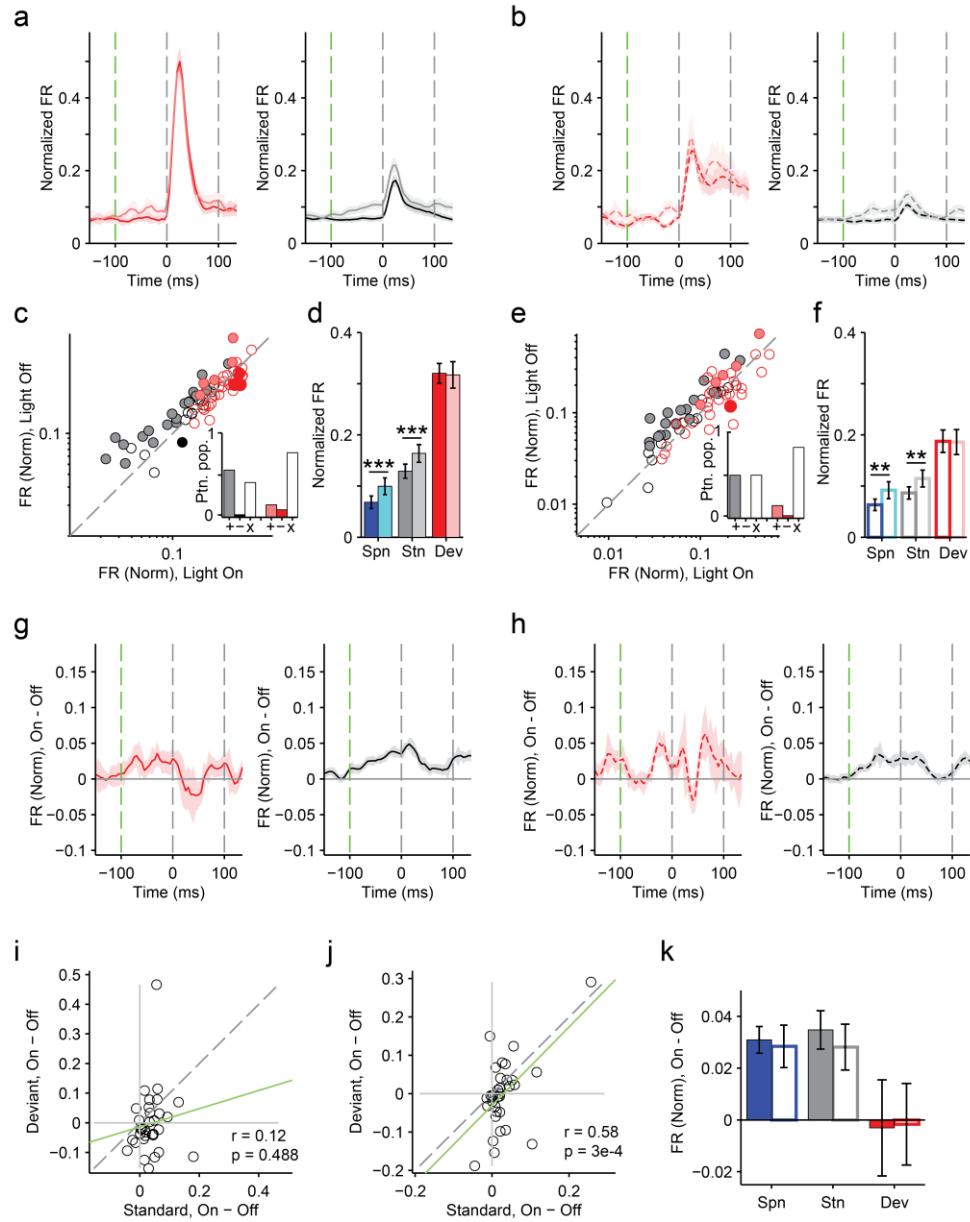 a
Normalized FR
0.4
0.2
0
−100 0 100
Time (ms)
Normalized FR
0.4
0.2
0
−100 0 100
Time (ms)
b
Normalized FR
0.4
0.2
0
−100 0 100
Time (ms)
Normalized FR
0.4
0.2
0
−100 0 100
Time (ms)
c
FR (Norm), Light Off
0.1
0.1
FR (Norm), Light On
Ptn. pop.
1
0
+ − x + − x
d
Normalized FR
0.4
0.2
0
*** ***
Spn Stn Dev
e
FR (Norm), Light Off
0.1
0.01
0.01 0.1
FR (Norm), Light On
Ptn. pop.
1
0
+ − x + − x
f
Normalized FR
0.4
0.2
0
** **
Spn Stn Dev
g
FR (Norm), On - Off
0.15
0.1
0.05
0
−0.05
−0.1
−100 0 100
Time (ms)
FR (Norm), On - Off
0.15
0.1
0.05
0
−0.05
−0.1
−100 0 100
Time (ms)
h
FR (Norm), On - Off
0.15
0.1
0.05
0
−0.05
−0.1
−100 0 100
Time (ms)
FR (Norm), On - Off
0.15
0.1
0.05
0
−0.05
−0.1
−100 0 100
Time (ms)
i
Deviant, On − Off
0.5
0.4
0.3
0.2
0.1
0
−0.1
r = 0.12
p = 0.488
0 0.2 0.4
Standard, On − Off
j
Deviant, On − Off
0.3
0.2
0.1
0
−0.1
−0.2
r = 0.58
p = 3e-4
−0.2 0 0.2
Standard, On − Off
k
FR (Norm), On - Off
0.04
0.02
0
−0.02
Spn Stn Dev